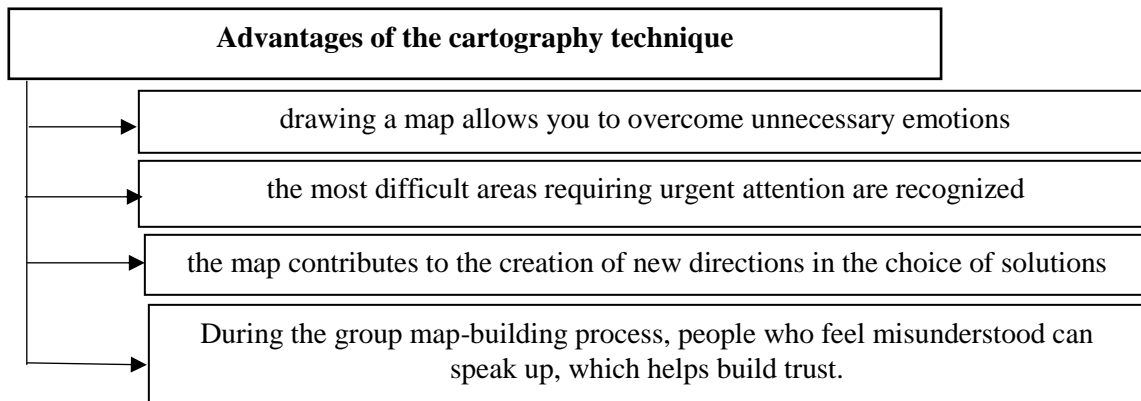 Advantages of the cartography technique
drawing a map allows you to overcome unnecessary emotions
the most difficult areas requiring urgent attention are recognized
the map contributes to the creation of new directions in the choice of solutions
During the group map-building process, people who feel misunderstood can
speak up, which helps build trust.